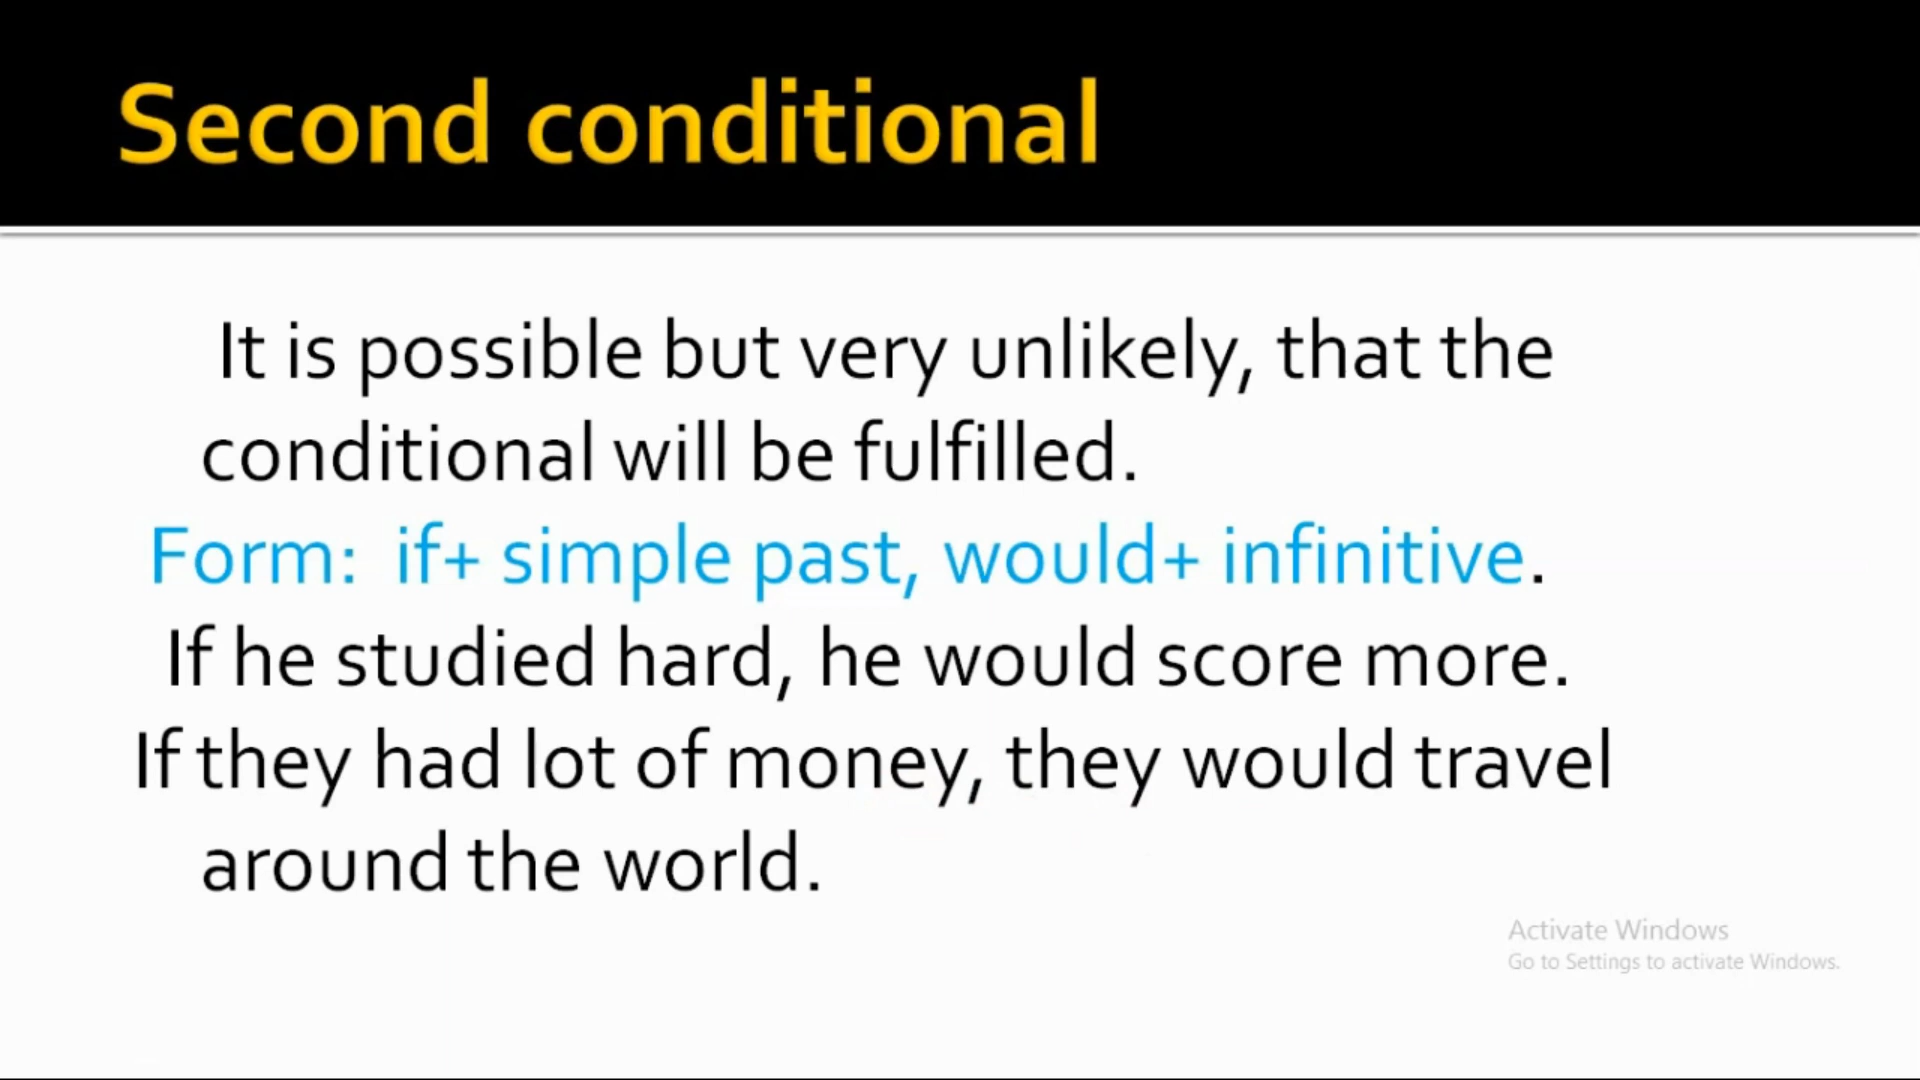 Second conditional
It is possible but very unlikely, that the
conditional will be fulfilled.
Form: if+ simple past, would+ infinitive.
If he studied hard, he would score more.
If they had lot of money, they would travel
around the world.
Activate Windows
Go to Settings to activate Windows.